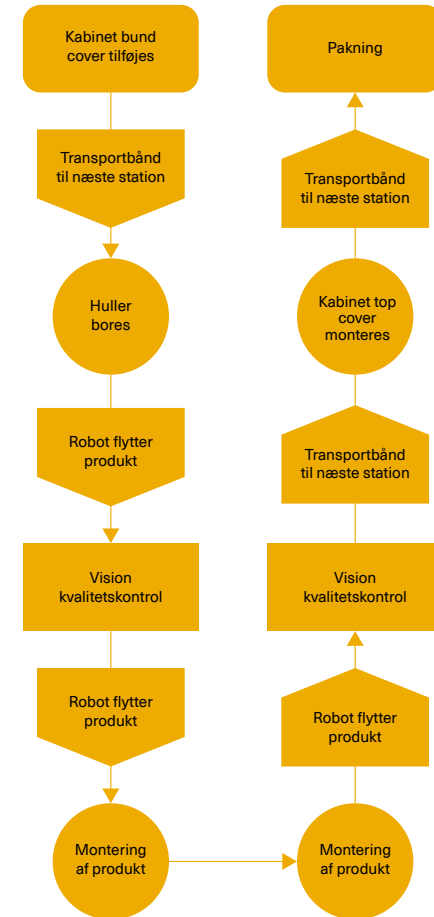 Kabinet bund
cover tilføjes
Transportbånd
til næste station
Huller
bores
Robot flytter
produkt
Vision
kvalitetskontrol
Robot flytter
produkt
Montering
af produkt
Montering
af produkt
Robot flytter
produkt
Vision
kvalitetskontrol
Transportbånd
til næste station
Kabinet top
cover
monteres
Transportbånd
til næste station
Pakning